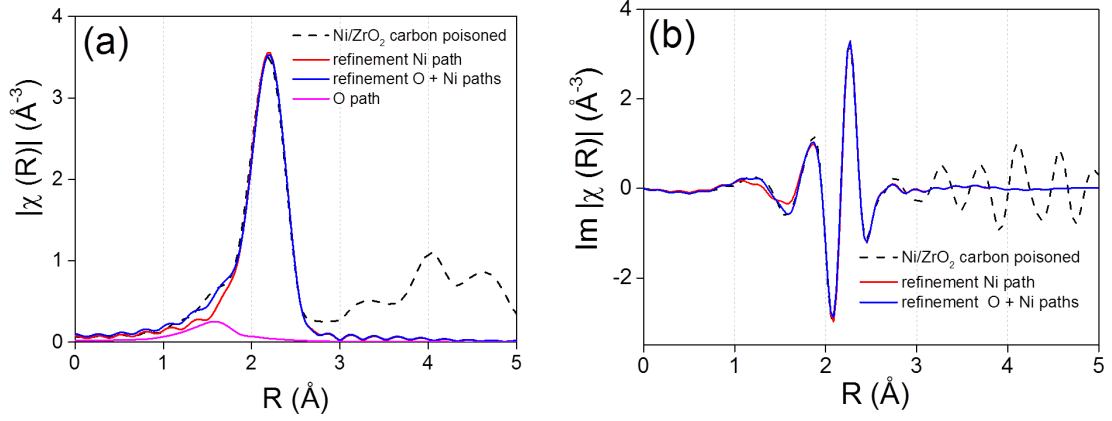 (a)
Ni/ZrO₂ carbon poisoned
refinement Ni path
refinement O + Ni paths
O path
|χ (R)| (Å⁻³)
4
3
2
1
0
0 1 2 3 4 5
R (Å)
(b)
Im |χ (R)| (Å⁻³)
4
2
0
-2
Ni/ZrO₂ carbon poisoned
refinement Ni path
refinement O + Ni paths
0 1 2 3 4 5
R (Å)